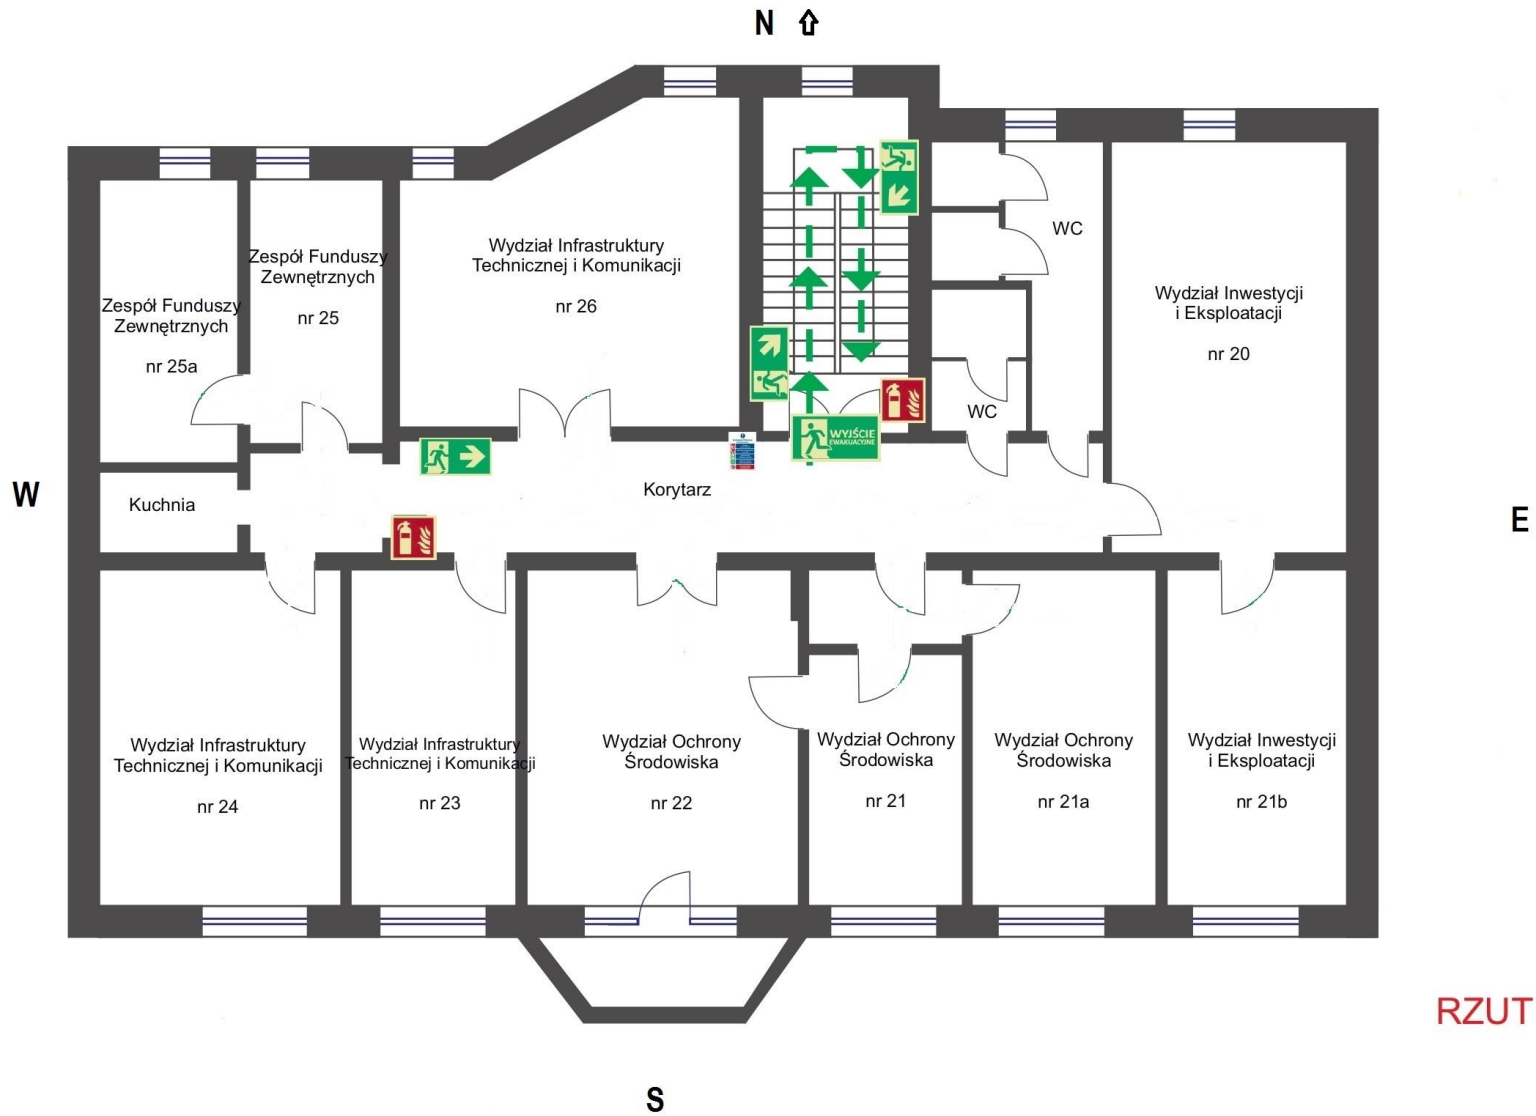 N
Zespół Funduszy
Zewnętrznych
nr 25a
Zespół Funduszy
Zewnętrznych
nr 25
Wydział Infrastruktury
Technicznej i Komunikacji
nr 26
WC
WC
Wydział Inwestycji
i Eksploatacji
nr 20
WYJŚCIE
EWAKUACYJNE
W
Kuchnia
Korytarz
E
Wydział Infrastruktury
Technicznej i Komunikacji
nr 24
Wydział Infrastruktury
Technicznej i Komunikacji
nr 23
Wydział Ochrony
Środowiska
nr 22
Wydział Ochrony
Środowiska
nr 21
Wydział Ochrony
Środowiska
nr 21a
Wydział Inwestycji
i Eksploatacji
nr 21b
RZUT
S